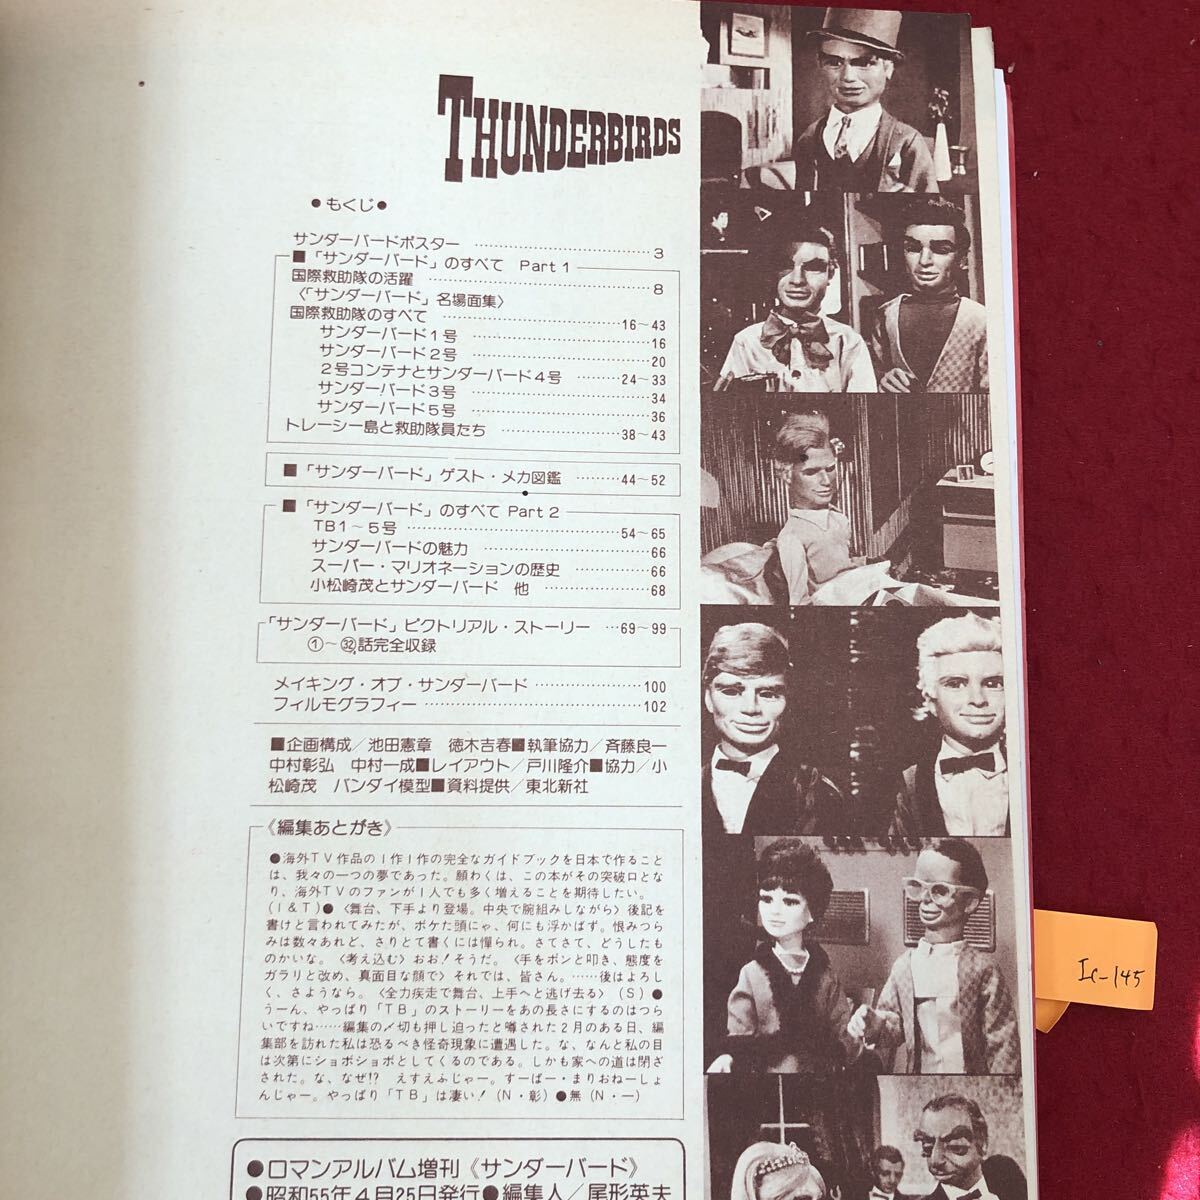 THUNDERBIRDS
●もくじ●
サンダーバードポスター ……………………3
■「サンダーバード」のすべて Part 1
国際救助隊の活躍 ……………………8
〈「サンダーバード」名場面集〉
国際救助隊のすべて ……………………16〜43
サンダーバード1号 ……………………16
サンダーバード2号 ……………………20
2号コンテナとサンダーバード4号 ………24〜33
サンダーバード3号 ……………………34
サンダーバード5号 ……………………36
トレーシー島と救助隊員たち ………………38〜43
■「サンダーバード」ゲスト・メカ図鑑 ………44〜52
■「サンダーバード」のすべて Part 2
TB1〜5号 ……………………54〜65
サンダーバードの魅力 ……………………66
スーパー・マリオネーションの歴史 …………66
小松崎茂とサンダーバード 他 ………………68
「サンダーバード」ピクトリアル・ストーリー …69〜99
①〜㉜話完全収録
メイキング・オブ・サンダーバード …………………100
フィルモグラフィー ……………………102
■企画構成／池田憲章 徳木吉春■執筆協力／斉藤良一
中村彰弘 中村一成■レイアウト／戸川隆介■協力／小
松崎茂 バンダイ模型■資料提供／東北新社
《編集あとがき》
●海外TV作品の1作1作の完全なガイドブックを日本で作ること
は、我々の一つの夢であった。願わくは、この本がその突破口とな
り、海外TVのファンが1人でも多く増えることを期待したい。
(I＆T)●〈舞台、下手より登場。中央で腕組みしながら〉後記を
書けと言われてみたが、ボケた頭にゃ、何にも浮かばず。恨みつら
みは数々あれど、さりとて書くには憚られ。さてさて、どうしたも
のかいな。〈考え込む〉おお！そうだ。〈手をポンと叩き、態度を
ガラリと改め、真面目な顔で〉それでは、皆さん。……後はよろし
く、さようなら。〈全力疾走で舞台、上手へと逃げ去る〉(S)●
うーん、やっぱり「TB」のストーリーをあの長さにするのはつら
いですね……編集の〆切も押し迫ったと噂された2月のある日、編
集部を訪れた私は恐るべき怪奇現象に遭遇した。な、なんと私の目
は次第にショボショボとしてくるのである。しかも家への道は閉ざ
された。な、なぜ!? えすえふじゃー。すーぱー・まりおねーしょ
んじゃー。やっぱり「TB」は凄い！(N・彰)●無(N・一)
●ロマンアルバム増刊《サンダーバード》
●昭和55年4月25日発行●編集人／尾形英夫
Ic-145